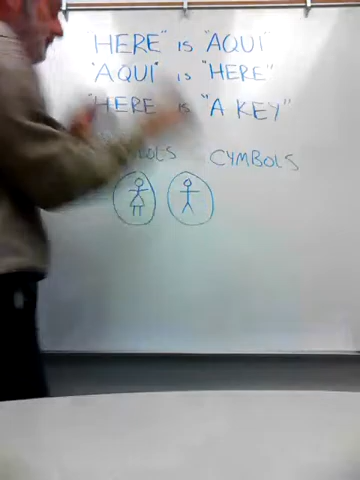 "HERE" is "AQUI"
"AQUI" is "HERE"
"HERE is "A KEY"
CYMBOLS